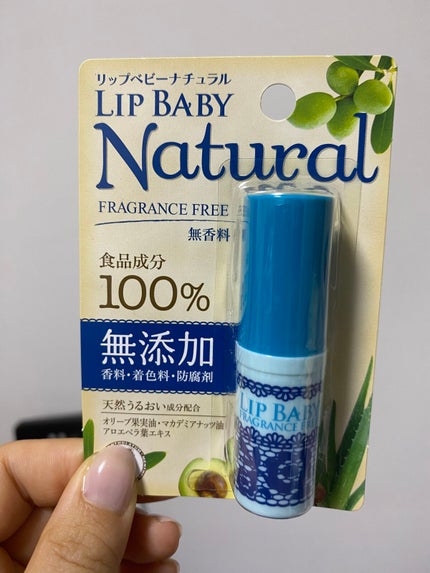 リップベビーナチュラル
LIP BABY
Natural
FRAGRANCE FREE
無香料
食品成分
100%
無添加
香料・着色料・防腐剤
天然うるおい成分配合
オリーブ果実油・マカデミアナッツ油
アロエベラ葉エキス
LIP BABY
FRAGRANCE FREE